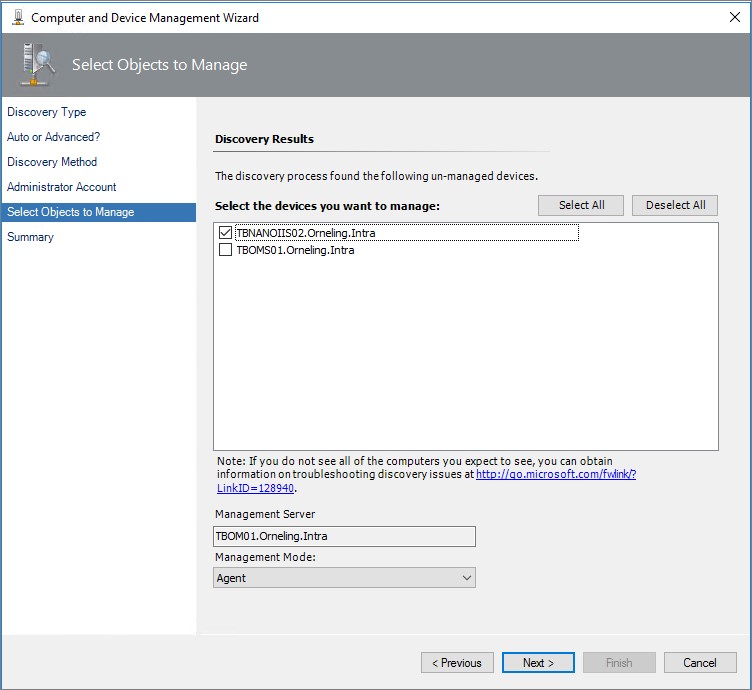 Computer and Device Management Wizard
Select Objects to Manage
Discovery Type
Auto or Advanced?
Discovery Method
Administrator Account
Select Objects to Manage
Summary
Discovery Results
The discovery process found the following un-managed devices.
Select the devices you want to manage:
Select All
Deselect All
TBNANOIIS02.Orneling.Intra
TBOMS01.Orneling.Intra
Note: If you do not see all of the computers you expect to see, you can obtain
information on troubleshooting discovery issues at http://go.microsoft.com/fwlink/?
LinkID=128940.
Management Server
TBOM01.Orneling.Intra
Management Mode:
Agent
< Previous
Next >
Finish
Cancel